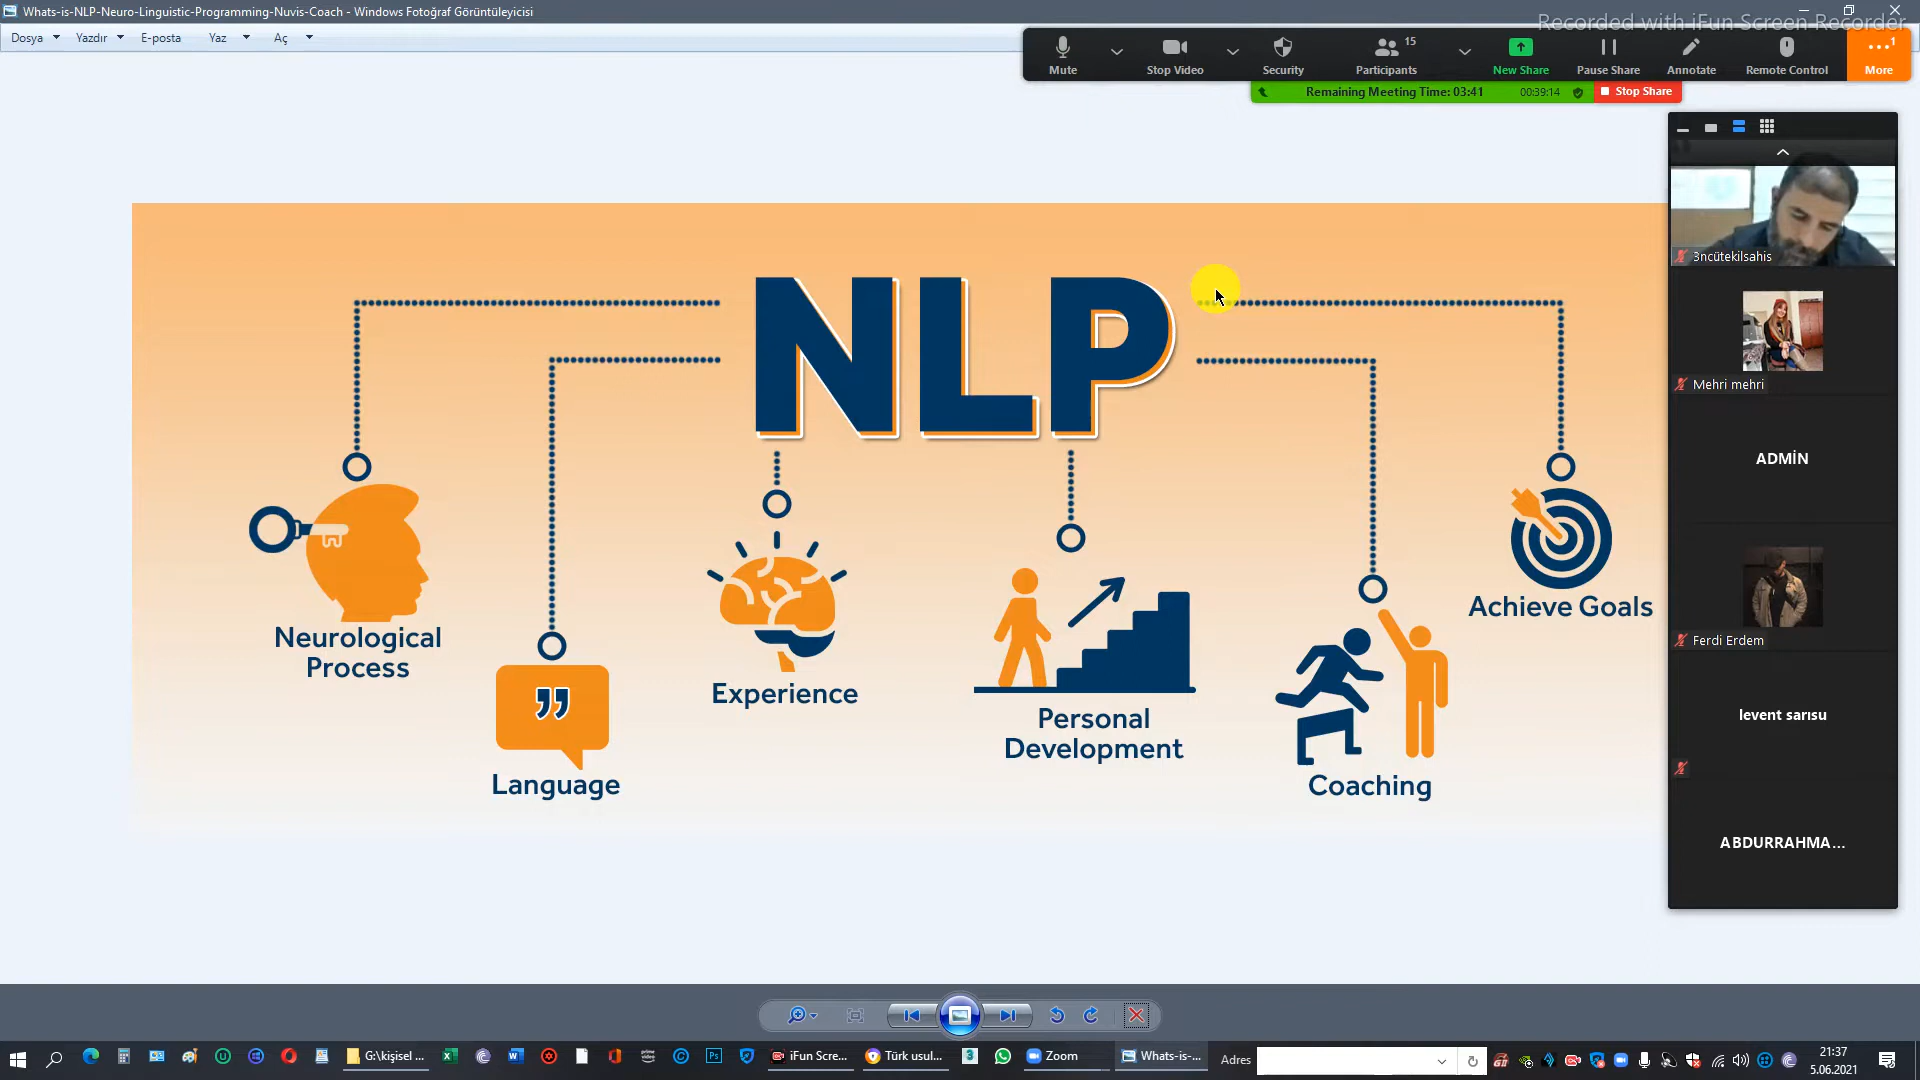 Whats-is-NLP-Neuro-Linguistic-Programming-Nuvis-Coach - Windows Fotoğraf Görüntüleyicisi
Recorded with iFun Screen Recorder
Dosya Yazdır E-posta Yaz Aç
Mute Stop Video Security Participants 15 New Share Pause Share Annotate Remote Control More 1
Remaining Meeting Time: 03:41 00:39:14 Stop Share
3ncütekilsahis
Mehri mehri
ADMİN
Ferdi Erdem
levent sarısu
ABDURRAHMA...
NLP
Neurological
Process
Language
Experience
Personal
Development
Coaching
Achieve Goals
G:\kişisel ...
iFun Scre...
Türk usul...
Zoom
Whats-is-...
Adres
21:37
5.06.2021